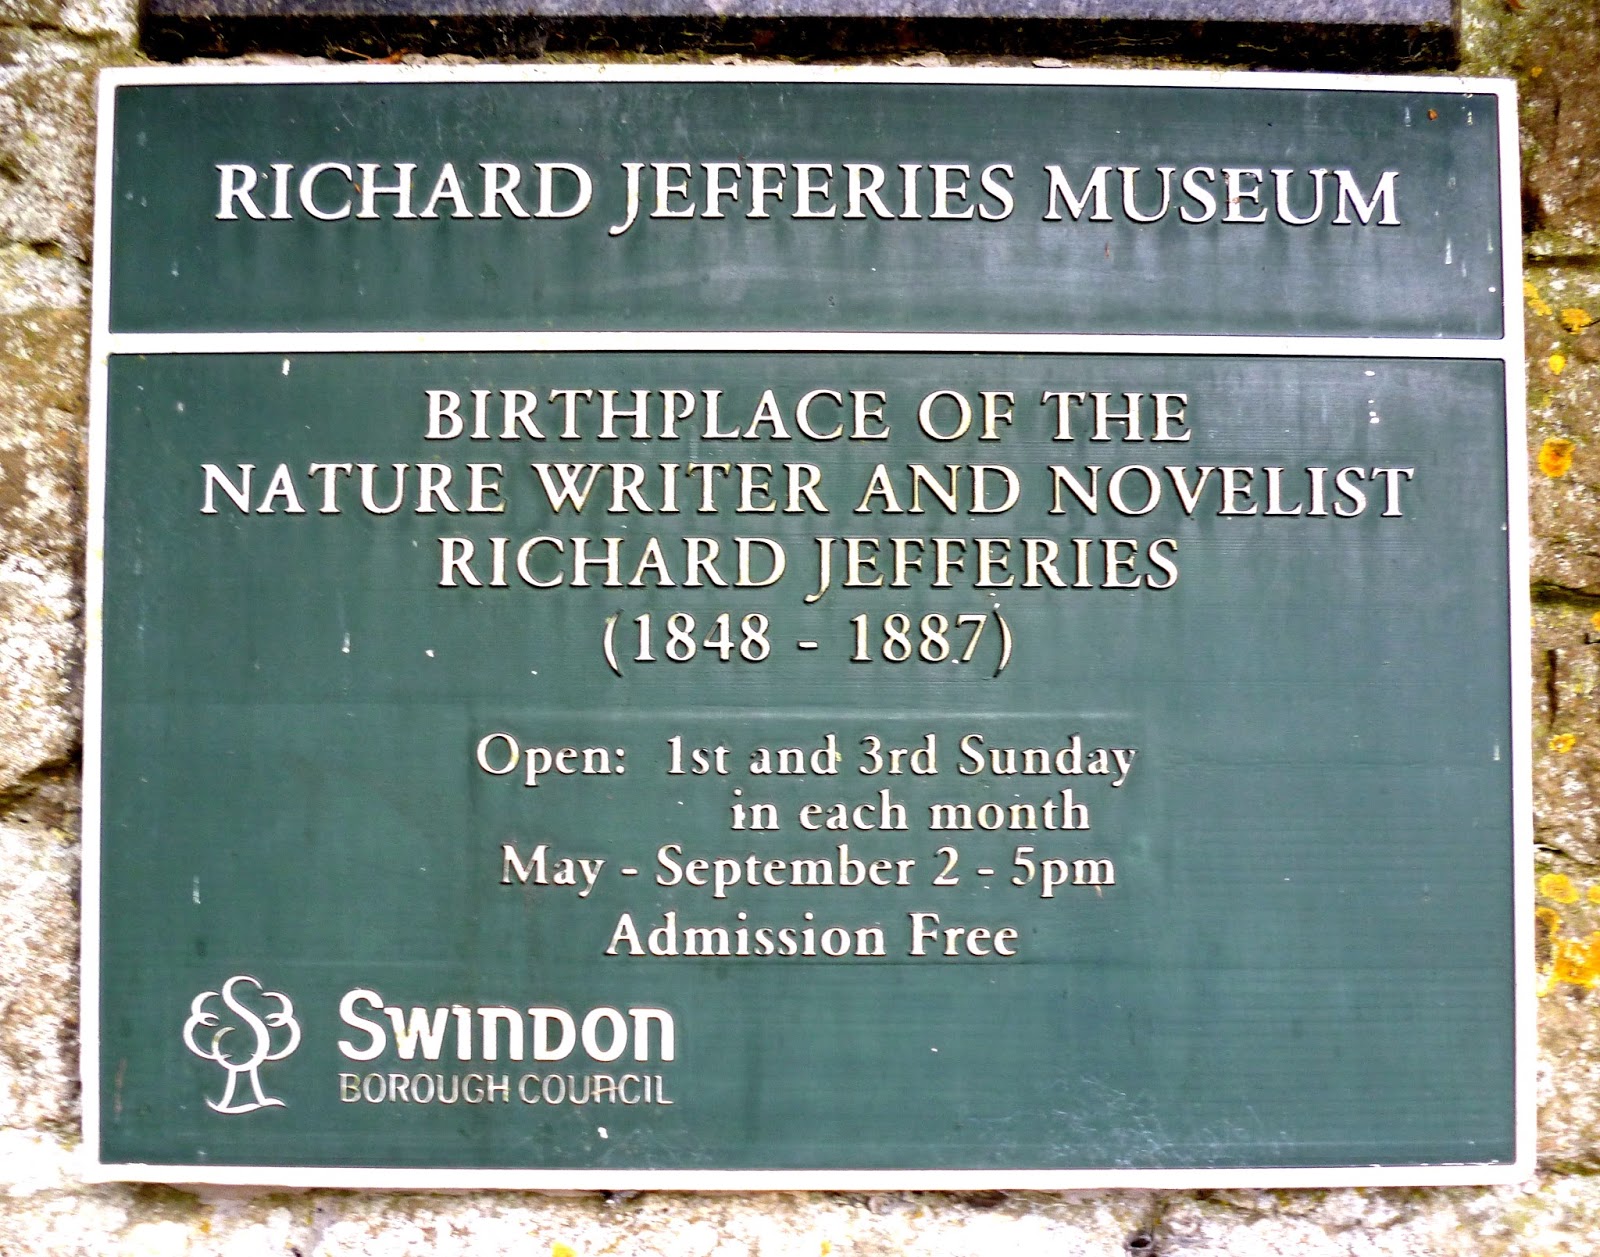 RICHARD JEFFERIES MUSEUM
BIRTHPLACE OF THE
NATURE WRITER AND NOVELIST
RICHARD JEFFERIES
(1848 - 1887)
Open: 1st and 3rd Sunday
in each month
May - September 2 - 5pm
Admission Free
SWINDON
BOROUGH COUNCIL